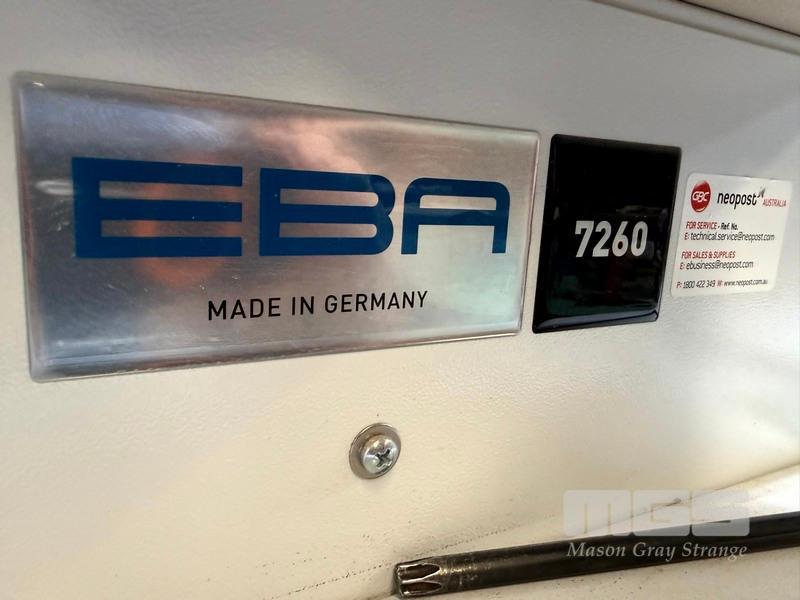 EBA
MADE IN GERMANY
7260
GBC neopost AUSTRALIA
FOR SERVICE - Ref. No.
E: technical.service@neopost.com
FOR SALES & SUPPLIES
E: ebusiness@neopost.com
P: 1800 422 349 W: www.neopost.com.au
MGS
Mason Gray Strange